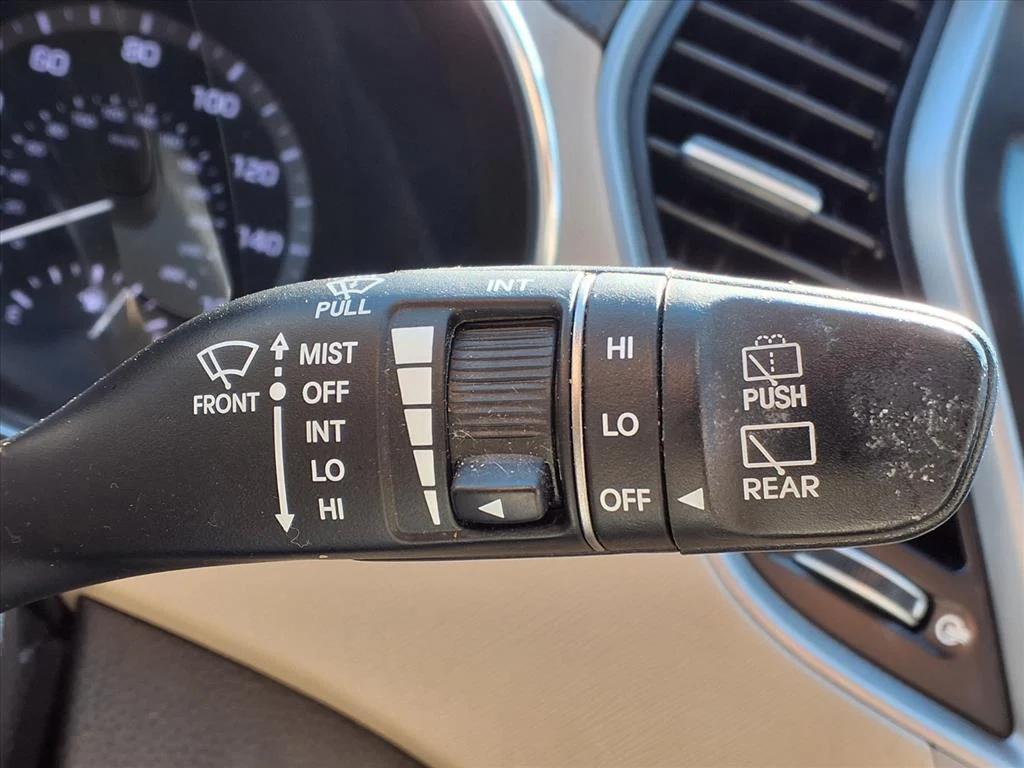 60
80
100
120
140
PULL
INT
FRONT
MIST
OFF
INT
LO
HI
HI
LO
OFF
PUSH
REAR